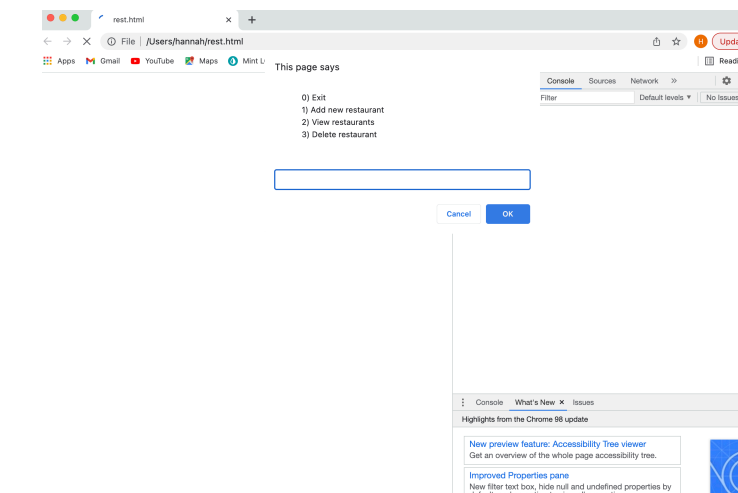 rest.html
File | /Users/hannah/rest.html
H
Apps Gmail YouTube Maps Mint
This page says
0) Exit
1) Add new restaurant
2) View restaurants
3) Delete restaurant
Cancel OK
Console Sources Network »
Filter Default levels ▼ No Issues
Console What's New × Issues
Highlights from the Chrome 98 update
New preview feature: Accessibility Tree viewer
Get an overview of the whole page accessibility tree.
Improved Properties pane
New filter text box, hide null and undefined properties by